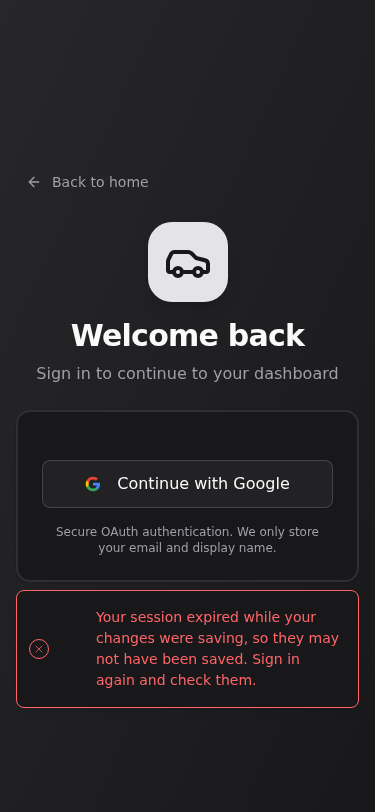 Back to home
Welcome back
Sign in to continue to your dashboard
Continue with Google
Secure OAuth authentication. We only store
your email and display name.
Your session expired while your
changes were saving, so they may
not have been saved. Sign in
again and check them.